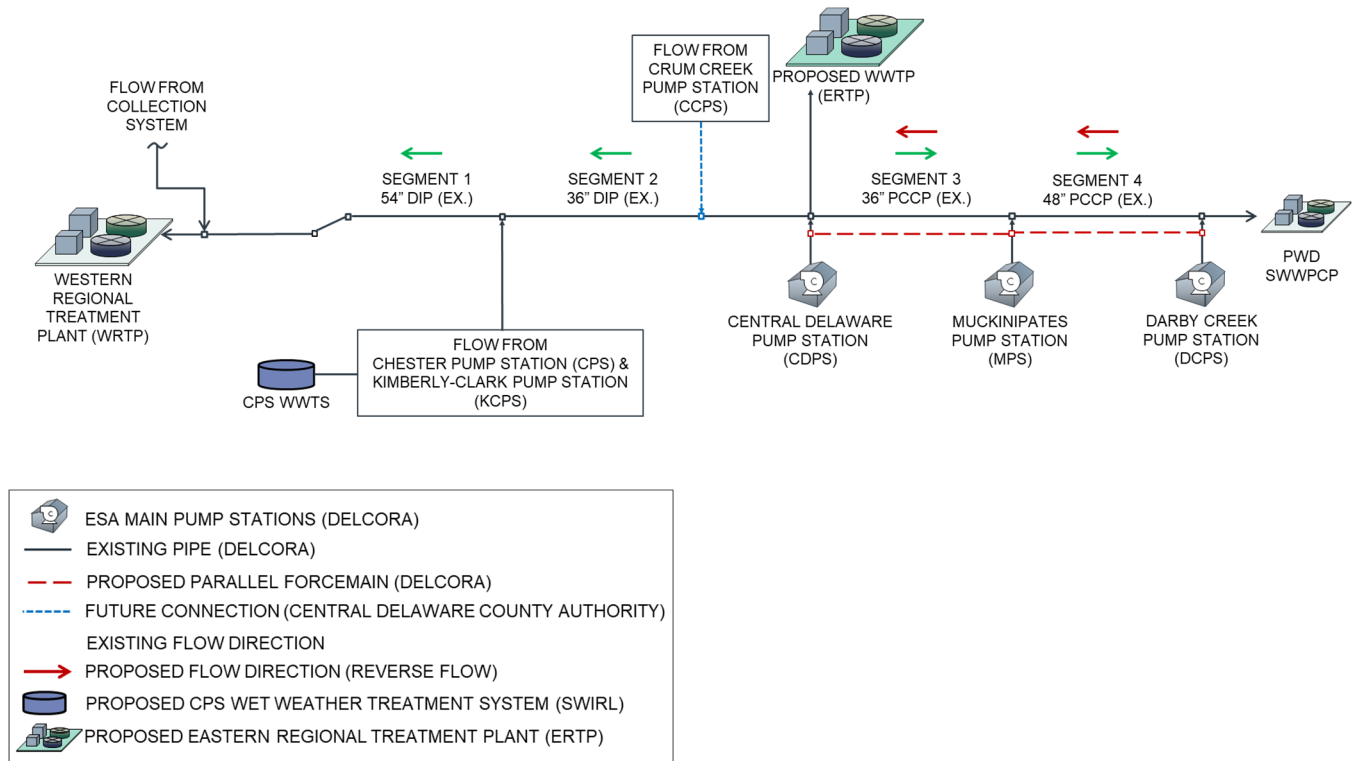 FLOW FROM
COLLECTION
SYSTEM
FLOW FROM
CRUM CREEK
PUMP STATION
(CCPS)
PROPOSED WWTP
(ERTP)
SEGMENT 1
54” DIP (EX.)
SEGMENT 2
36” DIP (EX.)
SEGMENT 3
36” PCCP (EX.)
SEGMENT 4
48” PCCP (EX.)
WESTERN
REGIONAL
TREATMENT
PLANT (WRTP)
PWD
SWWPCP
C
C
C
CENTRAL DELAWARE
PUMP STATION
(CDPS)
MUCKINIPATES
PUMP STATION
(MPS)
DARBY CREEK
PUMP STATION
(DCPS)
FLOW FROM
CHESTER PUMP STATION (CPS) &
KIMBERLY-CLARK PUMP STATION
(KCPS)
CPS WWTS
C
ESA MAIN PUMP STATIONS (DELCORA)
EXISTING PIPE (DELCORA)
PROPOSED PARALLEL FORCEMAIN (DELCORA)
FUTURE CONNECTION (CENTRAL DELAWARE COUNTY AUTHORITY)
EXISTING FLOW DIRECTION
PROPOSED FLOW DIRECTION (REVERSE FLOW)
PROPOSED CPS WET WEATHER TREATMENT SYSTEM (SWIRL)
PROPOSED EASTERN REGIONAL TREATMENT PLANT (ERTP)